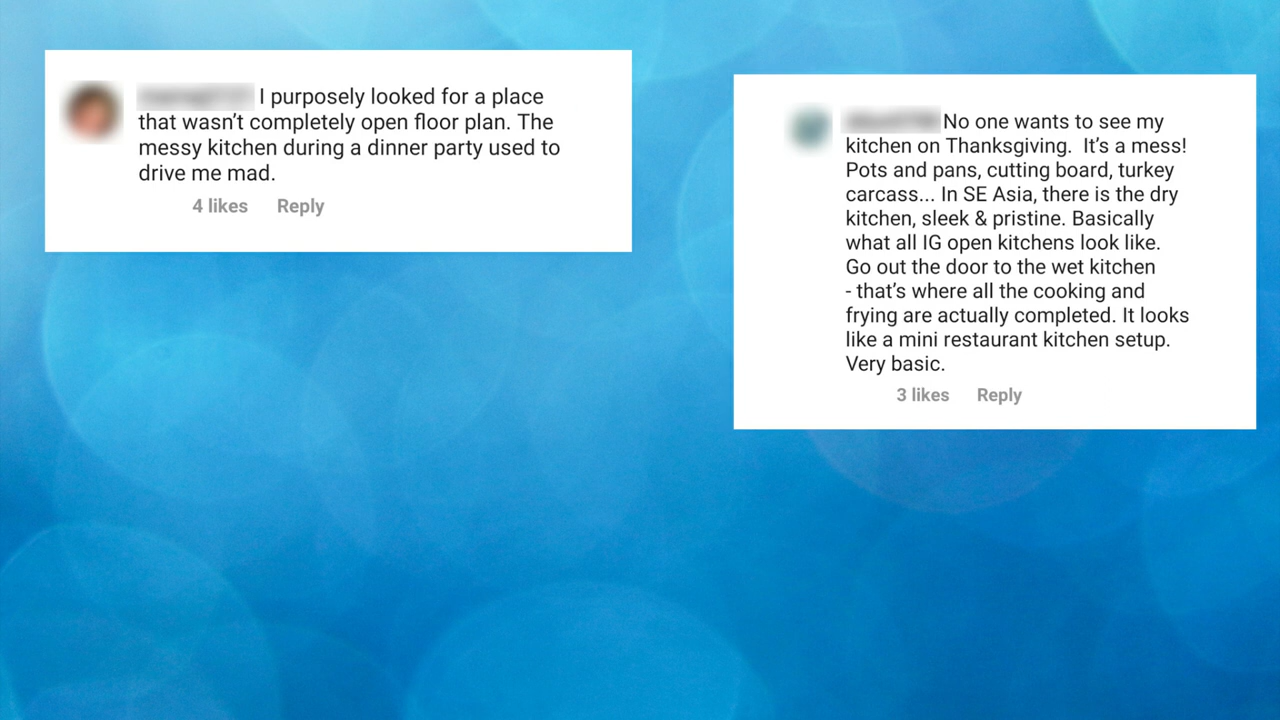 I purposely looked for a place
that wasn’t completely open floor plan. The
messy kitchen during a dinner party used to
drive me mad.
4 likes Reply
No one wants to see my
kitchen on Thanksgiving. It’s a mess!
Pots and pans, cutting board, turkey
carcass... In SE Asia, there is the dry
kitchen, sleek & pristine. Basically
what all IG open kitchens look like.
Go out the door to the wet kitchen
- that’s where all the cooking and
frying are actually completed. It looks
like a mini restaurant kitchen setup.
Very basic.
3 likes Reply